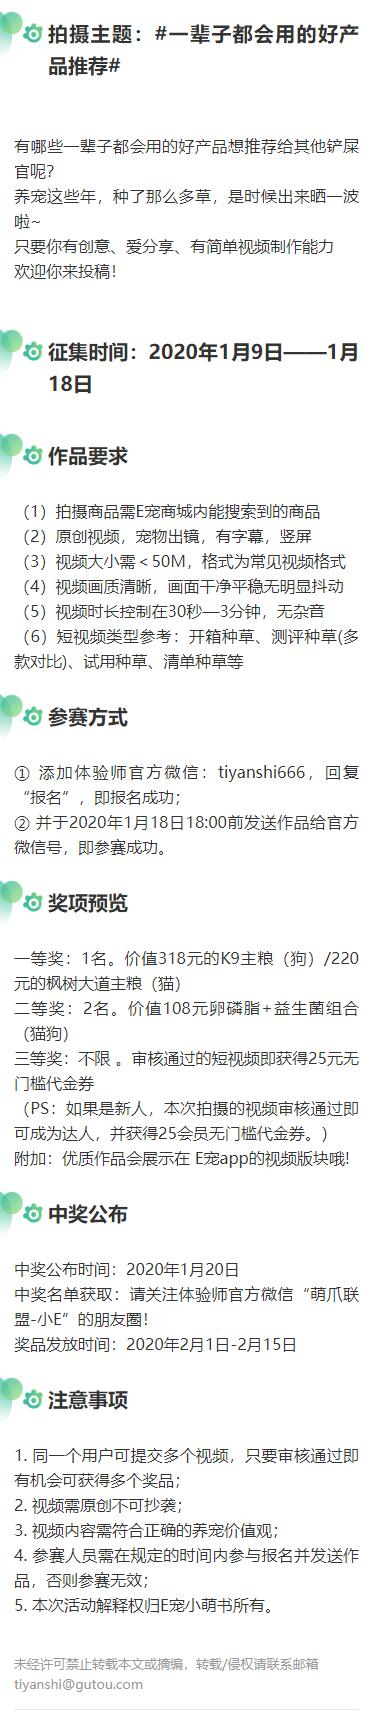 拍摄主题：#一辈子都会用的好产
品推荐#
有哪些一辈子都会用的好产品想推荐给其他铲屎
官呢？
养宠这些年，种了那么多草，是时候出来晒一波
啦~
只要你有创意、爱分享、有简单视频制作能力
欢迎你来投稿！
征集时间：2020年1月9日——1月
18日
作品要求
（1）拍摄商品需E宠商城内能搜索到的商品
（2）原创视频，宠物出镜，有字幕，竖屏
（3）视频大小需＜50M，格式为常见视频格式
（4）视频画质清晰，画面干净平稳无明显抖动
（5）视频时长控制在30秒—3分钟，无杂音
（6）短视频类型参考：开箱种草、测评种草(多
款对比)、试用种草、清单种草等
参赛方式
① 添加体验师官方微信：tiyanshi666，回复
“报名”，即报名成功；
② 并于2020年1月18日18:00前发送作品给官方
微信号，即参赛成功。
奖项预览
一等奖：1名。价值318元的K9主粮（狗）/220
元的枫树大道主粮（猫）
二等奖：2名。价值108元卵磷脂+益生菌组合
（猫狗）
三等奖：不限 。审核通过的短视频即获得25元无
门槛代金券
（PS：如果是新人，本次拍摄的视频审核通过即
可成为达人，并获得25会员无门槛代金券。）
附加：优质作品会展示在 E宠app的视频版块哦!
中奖公布
中奖公布时间：2020年1月20日
中奖名单获取：请关注体验师官方微信“萌爪联
盟-小E”的朋友圈！
奖品发放时间：2020年2月1日-2月15日
注意事项
1. 同一个用户可提交多个视频，只要审核通过即
有机会可获得多个奖品；
2. 视频需原创不可抄袭；
3. 视频内容需符合正确的养宠价值观；
4. 参赛人员需在规定的时间内参与报名并发送作
品，否则参赛无效；
5. 本次活动解释权归E宠小萌书所有。
未经许可禁止转载本文或摘编，转载/侵权请联系邮箱
tiyanshi@gutou.com